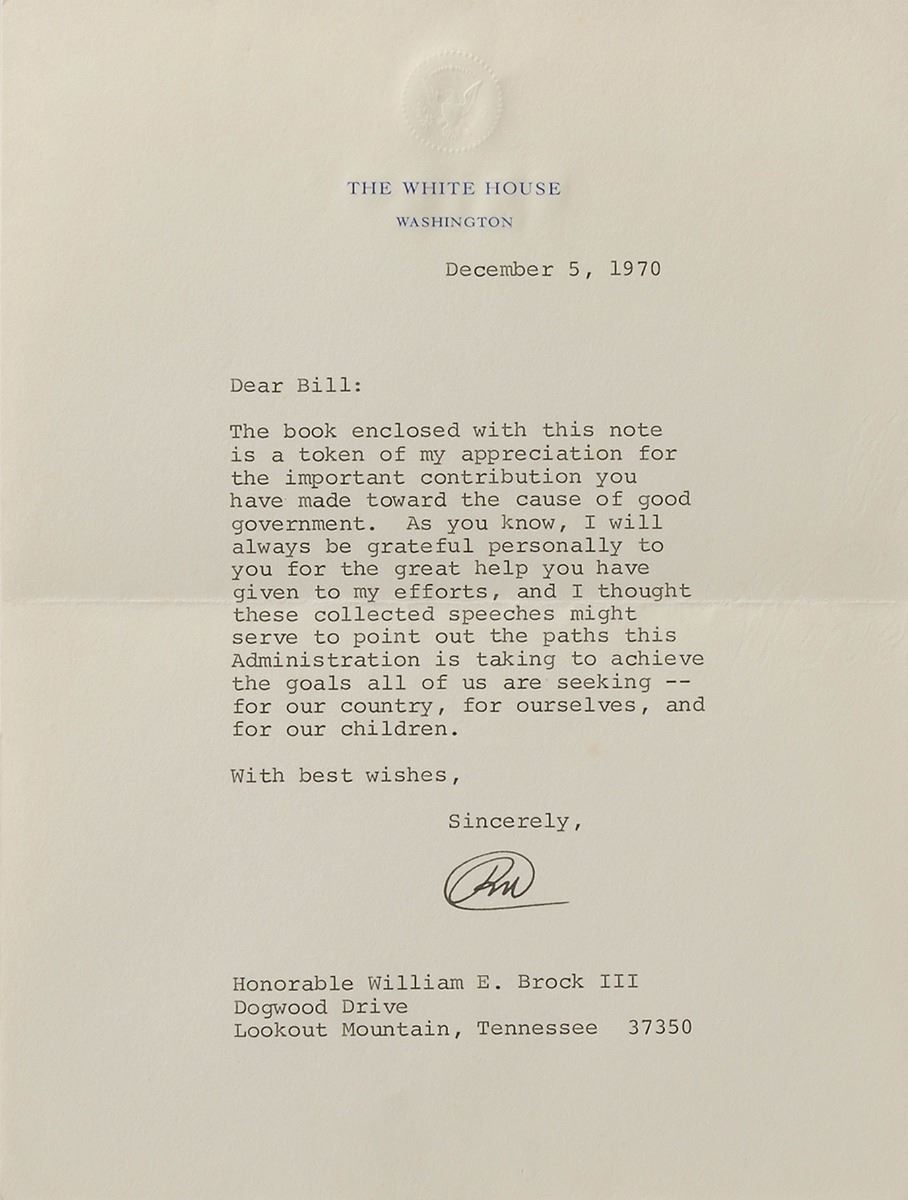 THE WHITE HOUSE
WASHINGTON
December 5, 1970
Dear Bill:
The book enclosed with this note
is a token of my appreciation for
the important contribution you
have made toward the cause of good
government.  As you know, I will
always be grateful personally to
you for the great help you have
given to my efforts, and I thought
these collected speeches might
serve to point out the paths this
Administration is taking to achieve
the goals all of us are seeking --
for our country, for ourselves, and
for our children.
With best wishes,
Sincerely,
RN
Honorable William E. Brock III
Dogwood Drive
Lookout Mountain, Tennessee  37350